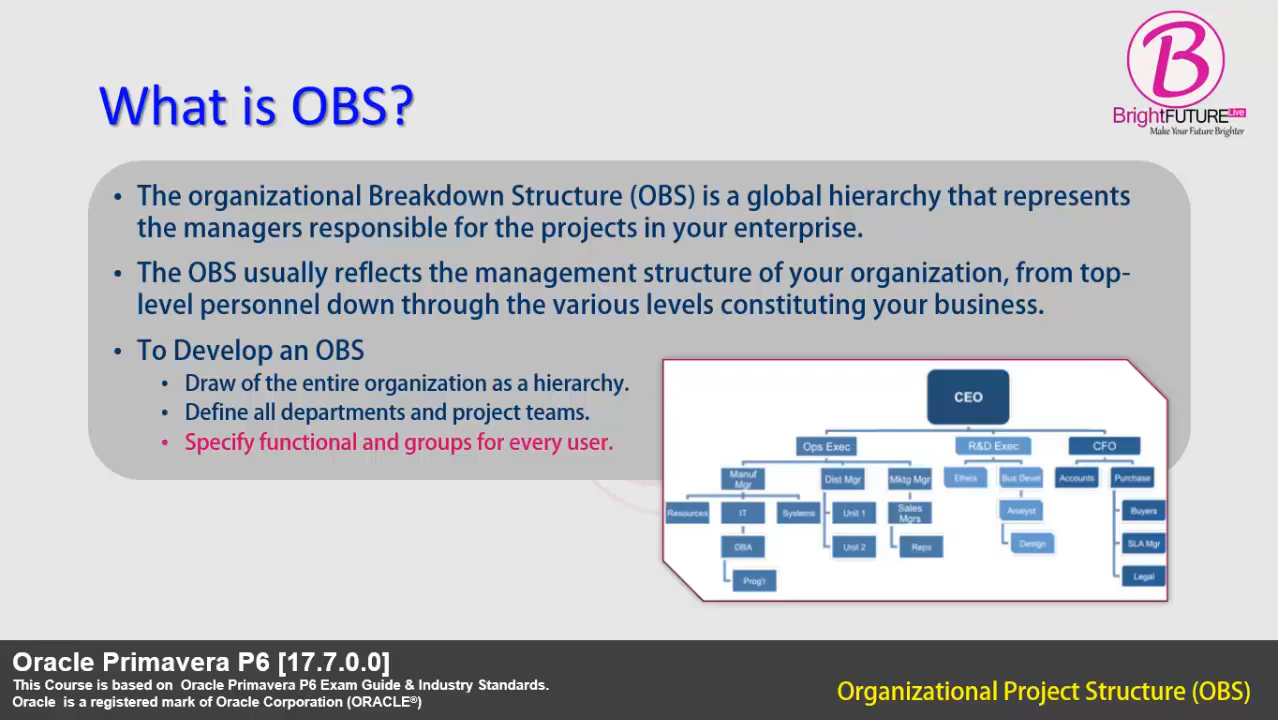 B
BrightFUTURE Live
Make Your Future Brighter
What is OBS?
• The organizational Breakdown Structure (OBS) is a global hierarchy that represents
the managers responsible for the projects in your enterprise.
• The OBS usually reflects the management structure of your organization, from top-
level personnel down through the various levels constituting your business.
• To Develop an OBS
• Draw of the entire organization as a hierarchy.
• Define all departments and project teams.
• Specify functional and groups for every user.
CEO
Ops Exec
R&D Exec
CFO
Manuf
Mgr
Dist Mgr
Mktg Mgr
Ethics
Bus Devel
Accounts
Purchase
Resources
IT
Systems
Unit 1
Sales
Mgrs
Analyst
Buyers
DBA
Unit 2
Reps
Design
SLA Mgr
Prog'r
Legal
Oracle Primavera P6 [17.7.0.0]
This Course is based on Oracle Primavera P6 Exam Guide & Industry Standards.
Oracle is a registered mark of Oracle Corporation (ORACLE®)
Organizational Project Structure (OBS)